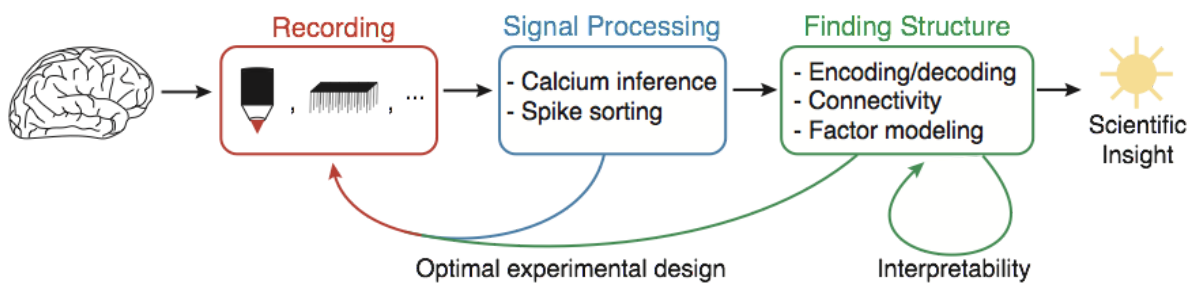 Recording
, , ...
Signal Processing
- Calcium inference
- Spike sorting
Finding Structure
- Encoding/decoding
- Connectivity
- Factor modeling
Scientific
Insight
Optimal experimental design
Interpretability